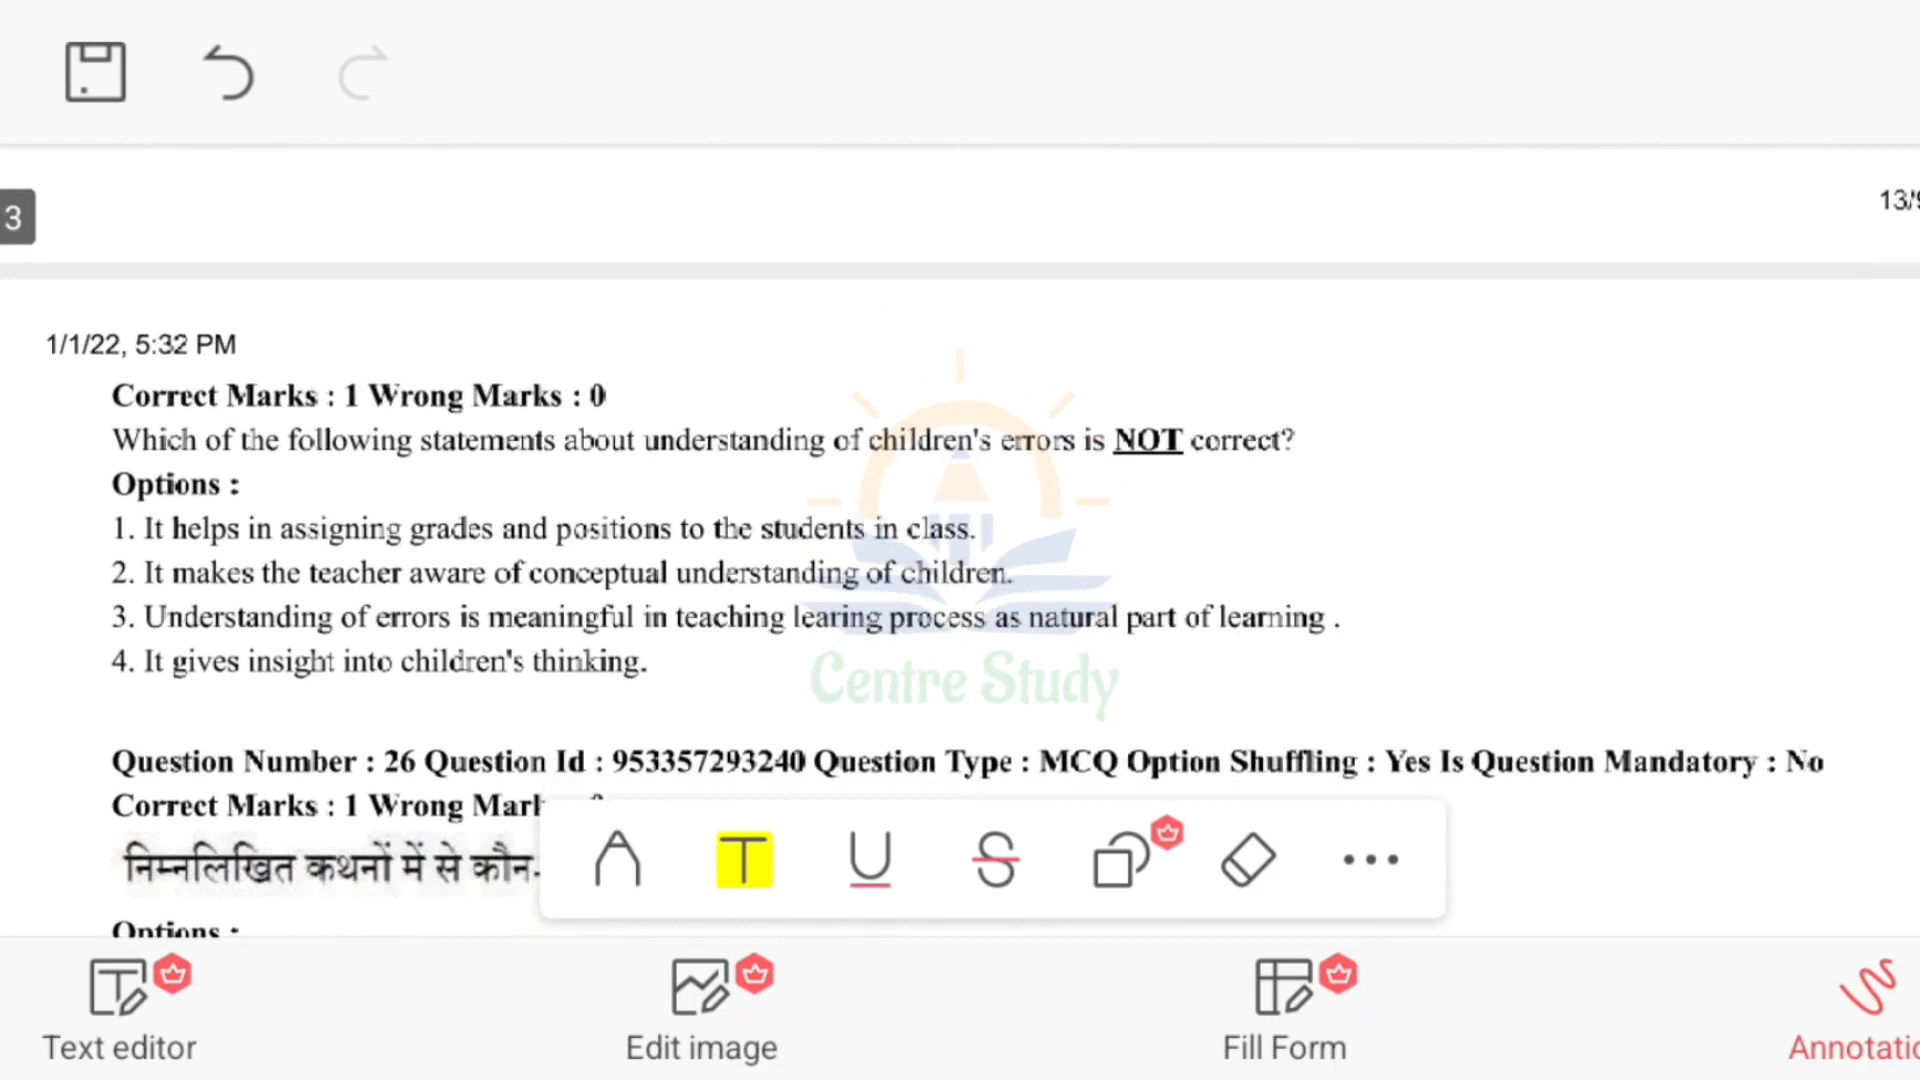 3
13/9
1/1/22, 5:32 PM
Correct Marks : 1 Wrong Marks : 0
Which of the following statements about understanding of children's errors is NOT correct?
Options :
1. It helps in assigning grades and positions to the students in class.
2. It makes the teacher aware of conceptual understanding of children.
3. Understanding of errors is meaningful in teaching learing process as natural part of learning .
4. It gives insight into children's thinking.
Centre Study
Question Number : 26 Question Id : 953357293240 Question Type : MCQ Option Shuffling : Yes Is Question Mandatory : No
Correct Marks : 1 Wrong
निम्नलिखित कथनों में से कौन-
Options :
Text editor
Edit image
Fill Form
Annotatio